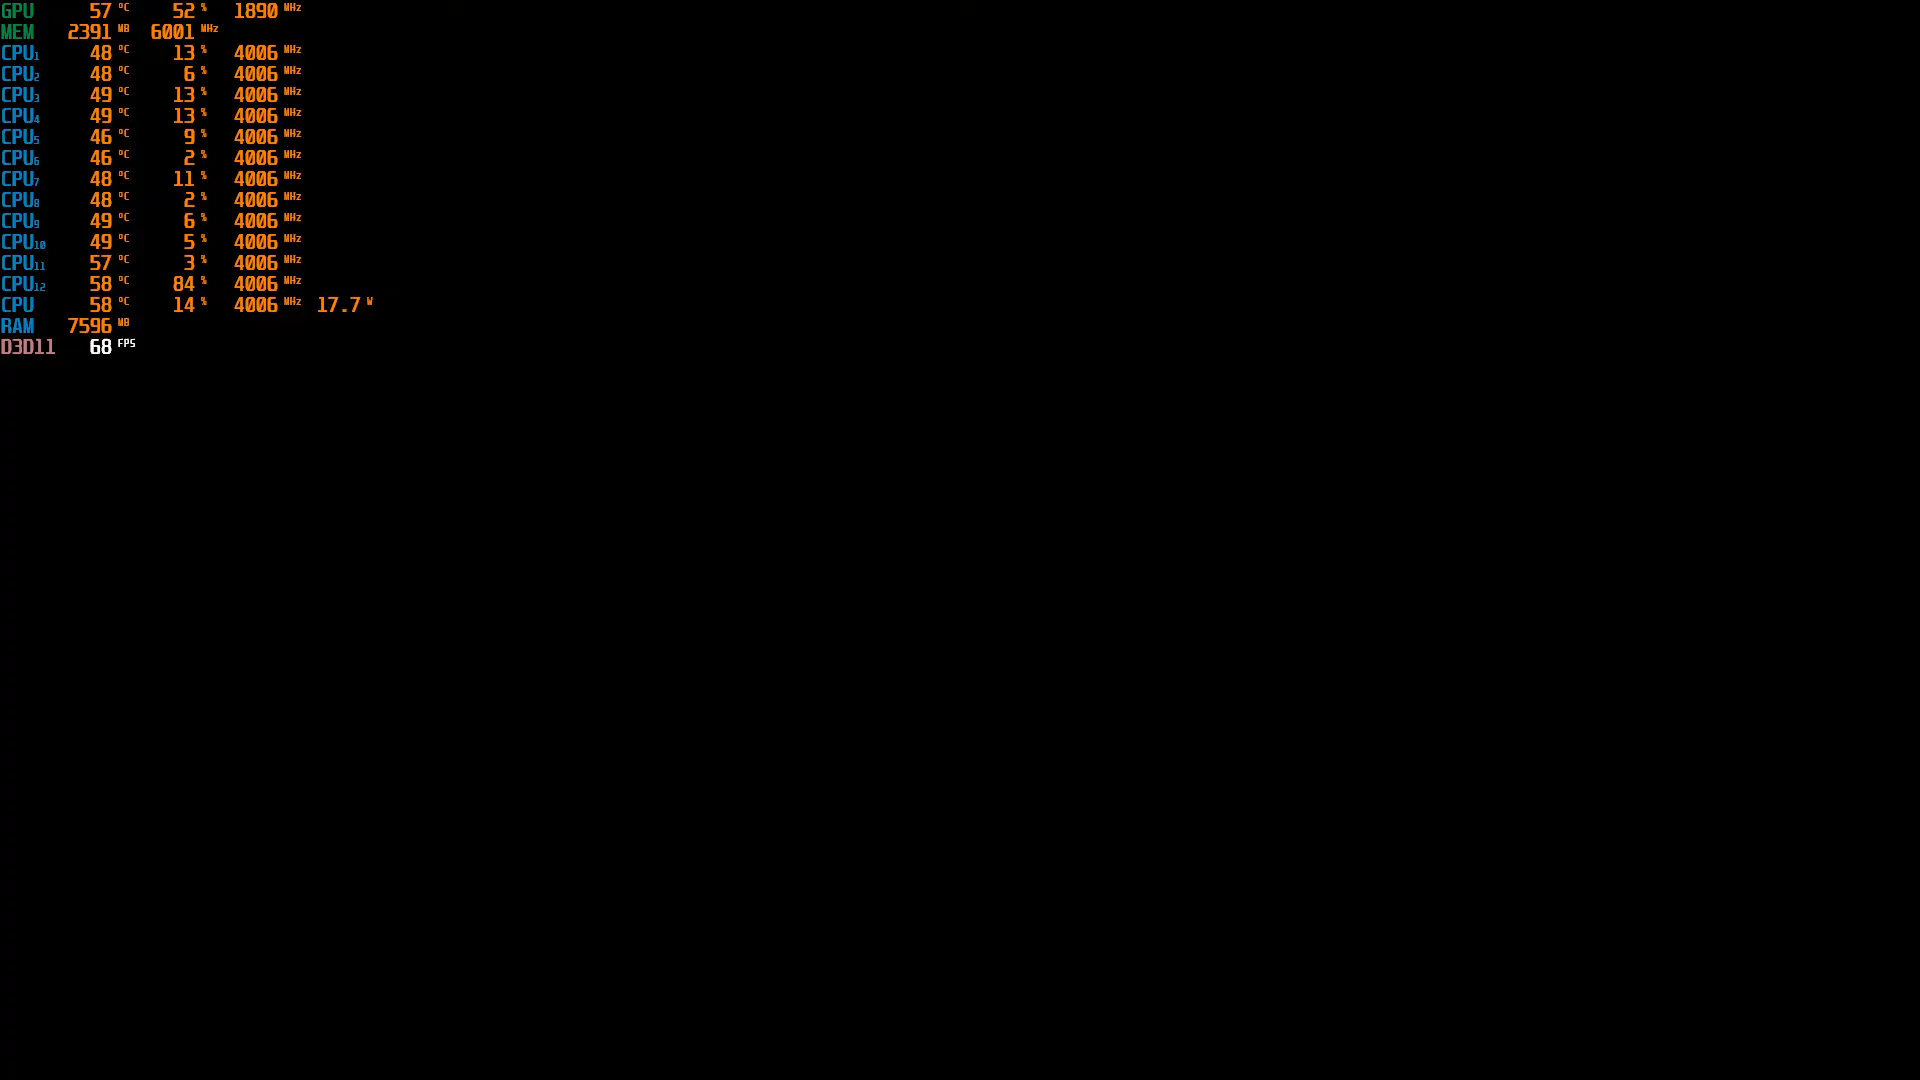 GPU 57 °C 52 % 1890 MHz
MEM 2391 MB 6001 MHz
CPU1 48 °C 13 % 4006 MHz
CPU2 48 °C 6 % 4006 MHz
CPU3 49 °C 13 % 4006 MHz
CPU4 49 °C 13 % 4006 MHz
CPU5 46 °C 9 % 4006 MHz
CPU6 46 °C 2 % 4006 MHz
CPU7 48 °C 11 % 4006 MHz
CPU8 48 °C 2 % 4006 MHz
CPU9 49 °C 6 % 4006 MHz
CPU10 49 °C 5 % 4006 MHz
CPU11 57 °C 3 % 4006 MHz
CPU12 58 °C 84 % 4006 MHz
CPU 58 °C 14 % 4006 MHz 17.7 W
RAM 7596 MB
D3D11 68 FPS